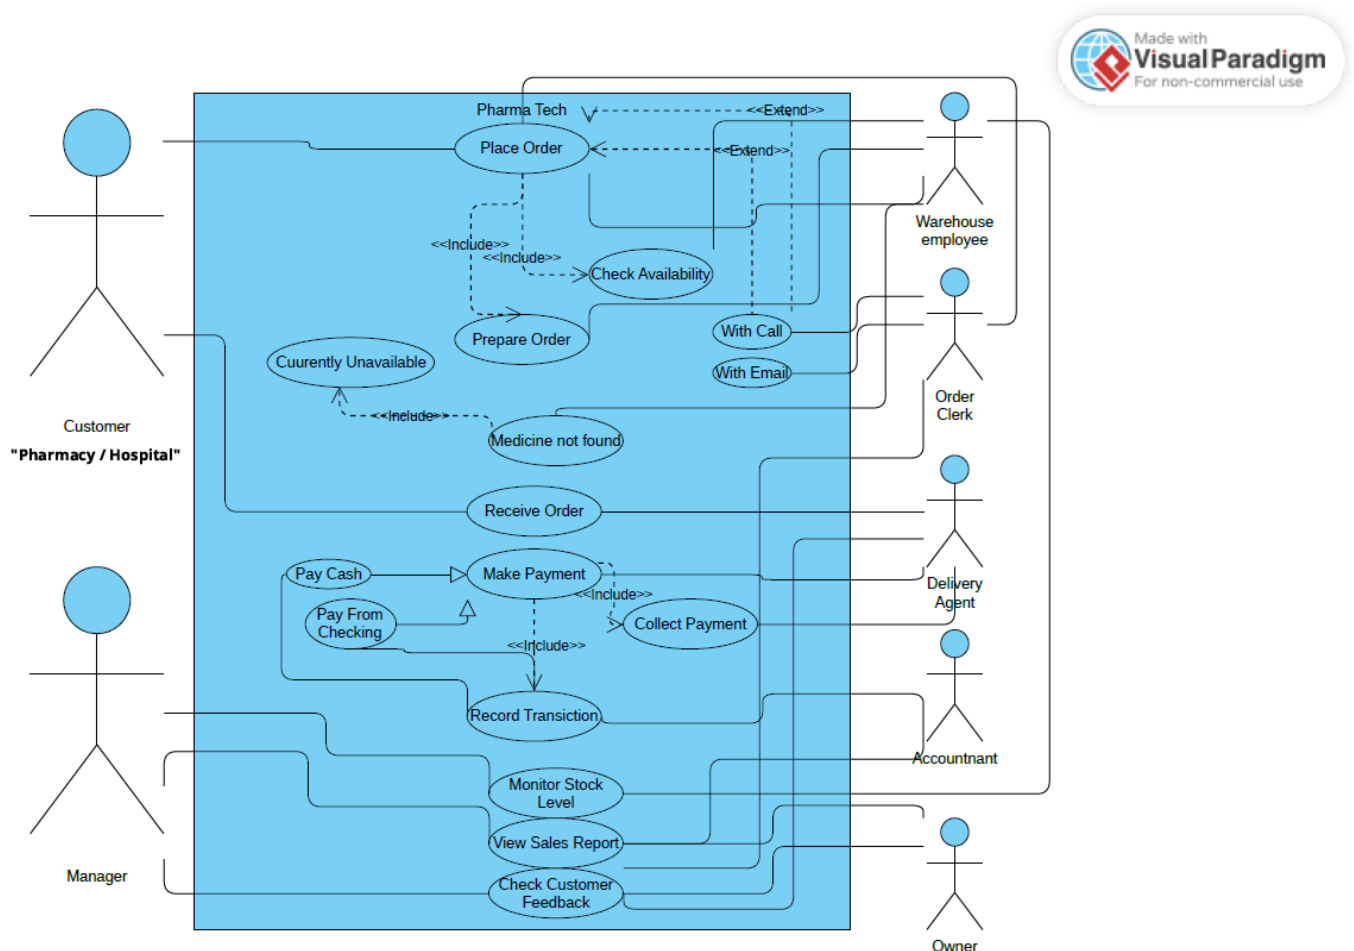 Made with
Visual Paradigm
For non-commercial use
Pharma Tech
<<Extend>>
Place Order
<<Extend>>
Warehouse
employee
<<Include>>
<<Include>>
Check Availability
With Call
Prepare Order
Cuurently Unavailable
With Email
Order
Clerk
<<Include>>
Customer
"Pharmacy / Hospital"
Medicine not found
Receive Order
Pay Cash
Make Payment
Delivery
Agent
<<Include>>
Pay From
Checking
Collect Payment
<<Include>>
Record Transiction
Accountnant
Monitor Stock
Level
View Sales Report
Manager
Check Customer
Feedback
Owner